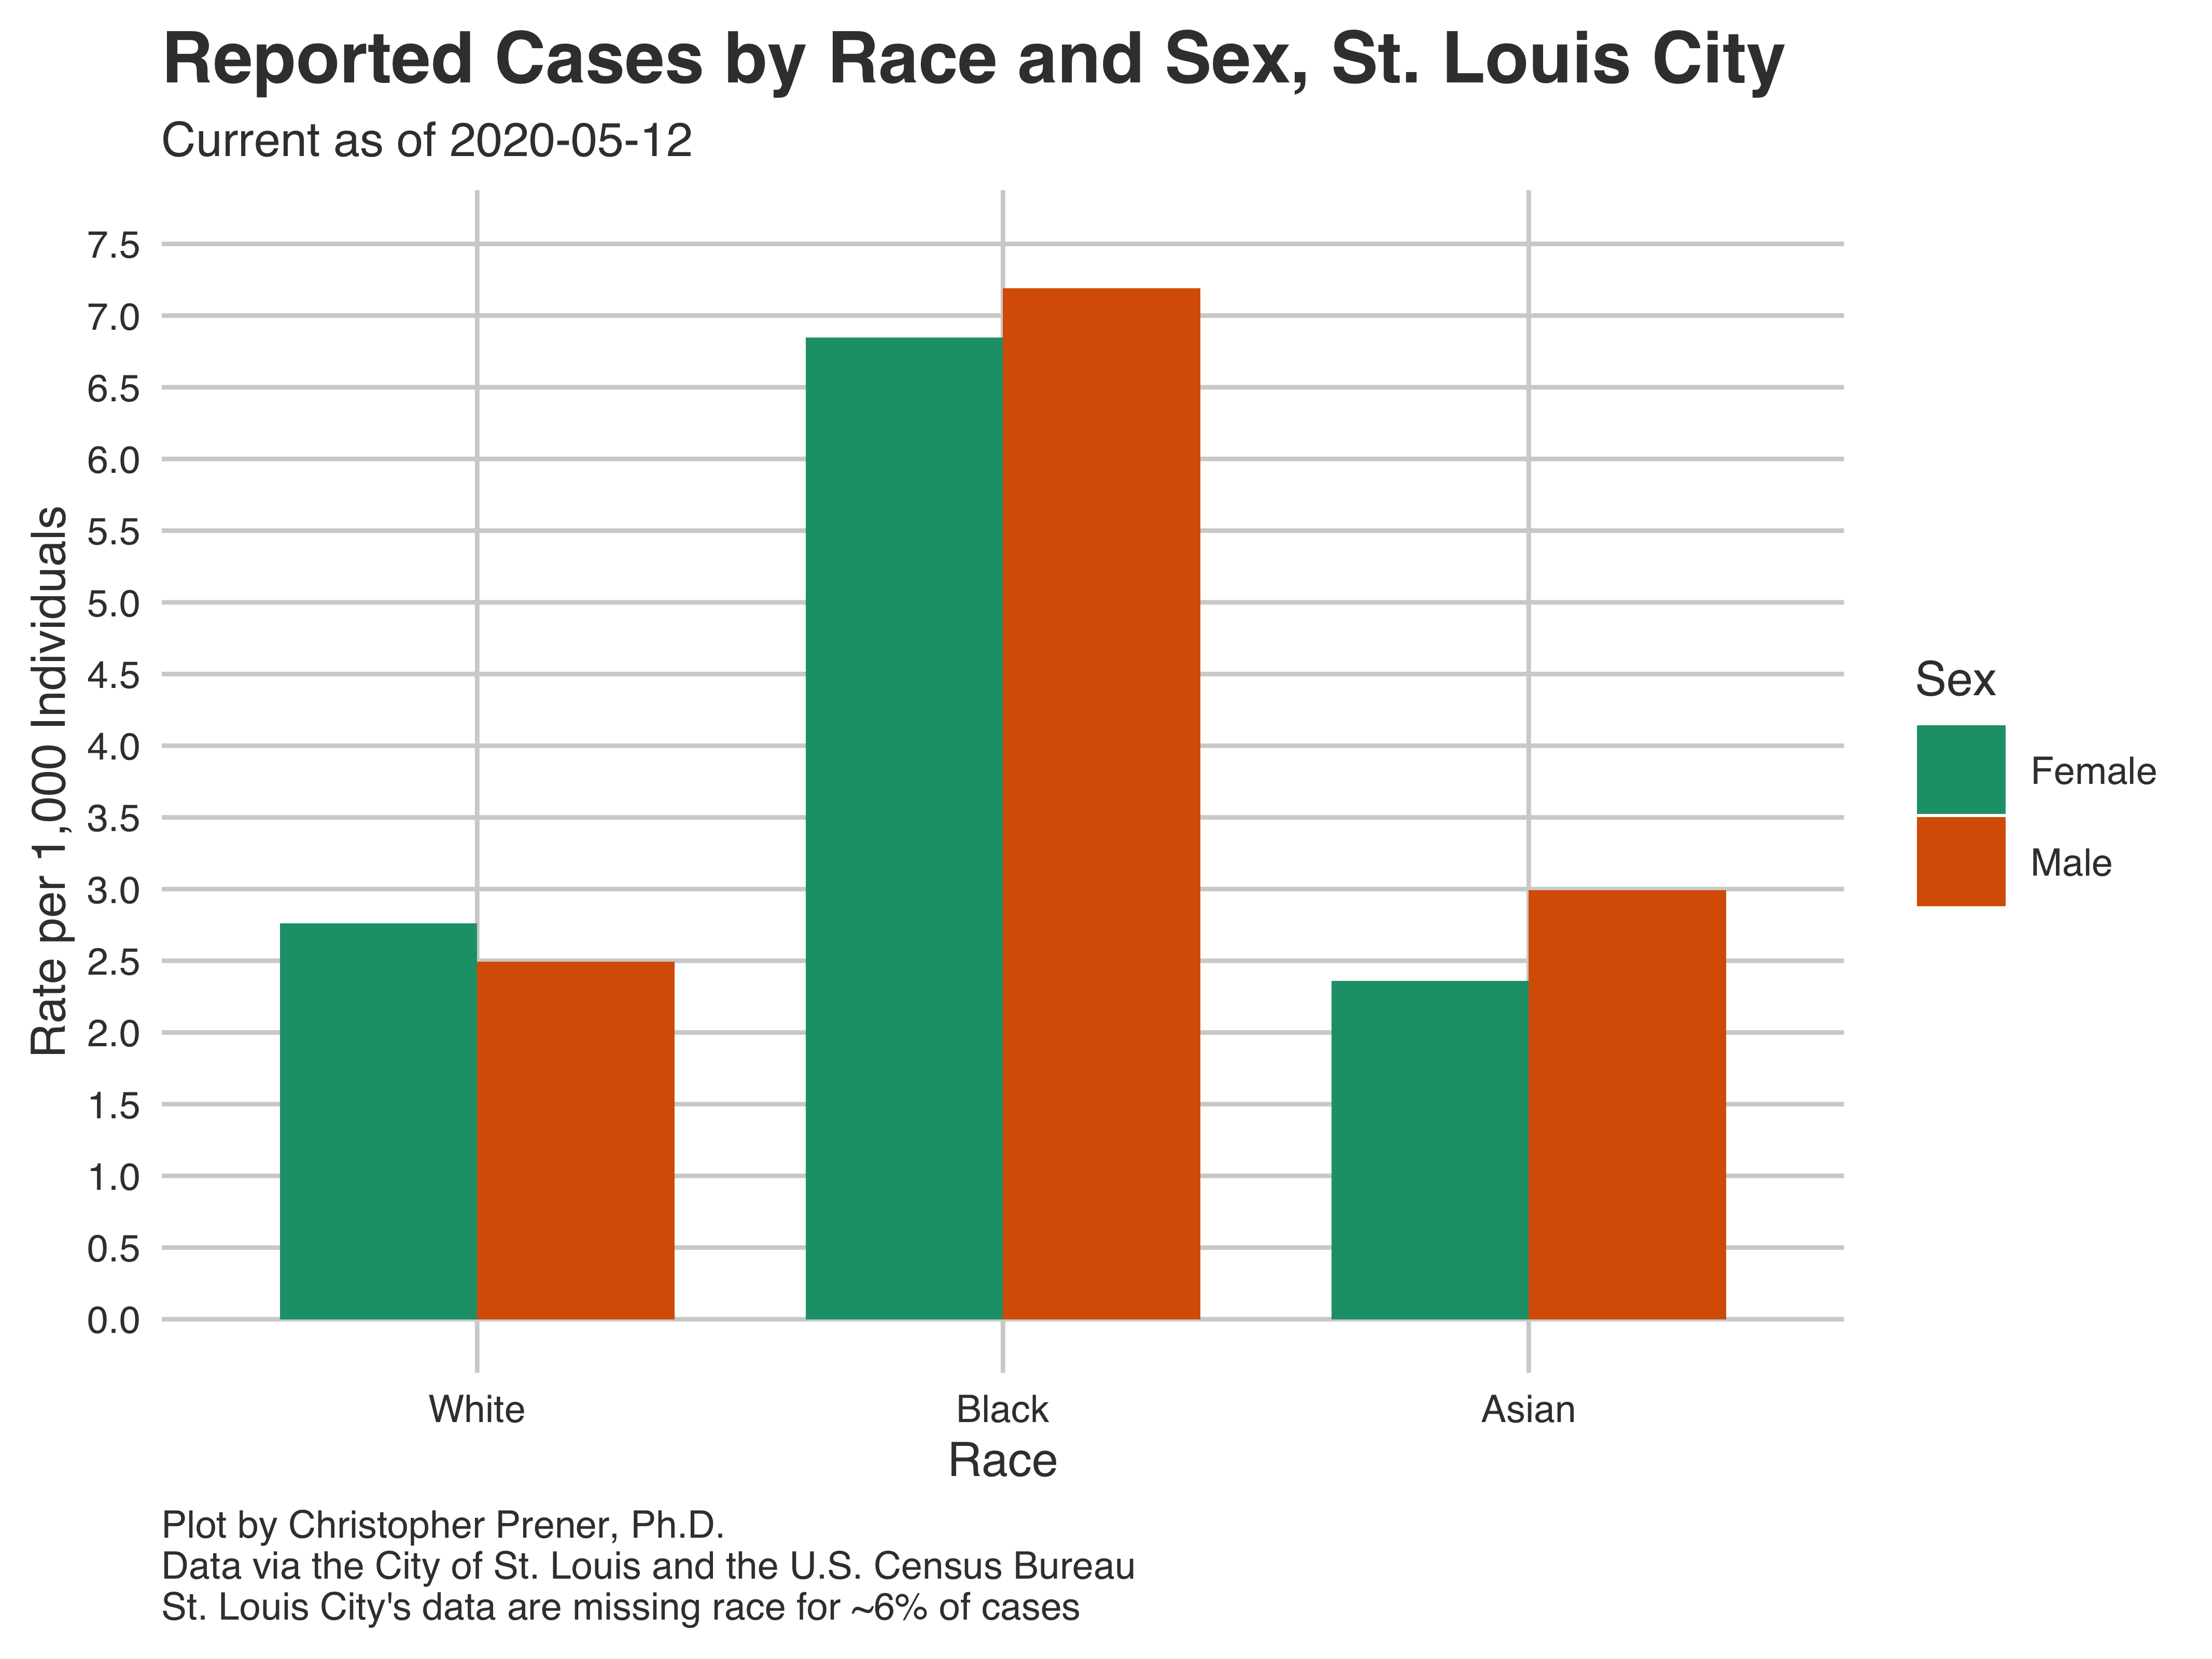 Reported Cases by Race and Sex, St. Louis City
Current as of 2020-05-12
Rate per 1,000 Individuals
7.5
7.0
6.5
6.0
5.5
5.0
4.5
4.0
3.5
3.0
2.5
2.0
1.5
1.0
0.5
0.0
White Black Asian
Race
Sex
Female
Male
Plot by Christopher Prener, Ph.D.
Data via the City of St. Louis and the U.S. Census Bureau
St. Louis City's data are missing race for ~6% of cases